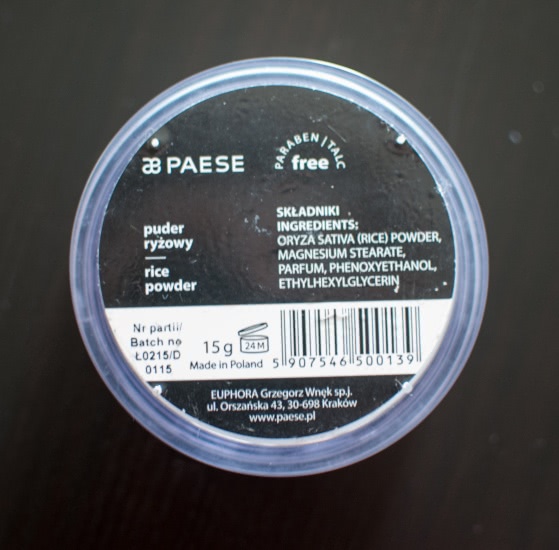 PAESE
PARABEN | TALC
free
puder
ryżowy
rice
powder
SKŁADNIKI
INGREDIENTS:
ORYZA SATIVA (RICE) POWDER,
MAGNESIUM STEARATE,
PARFUM, PHENOXYETHANOL,
ETHYLHEXYLGLYCERIN
Nr partii/
Batch no
Ł0215/D
0115
15 g
24 M
Made in Poland
5 907546 500139
EUPHORA Grzegorz Wnęk sp.j.
ul. Orszańska 43, 30-698 Kraków
www.paese.pl